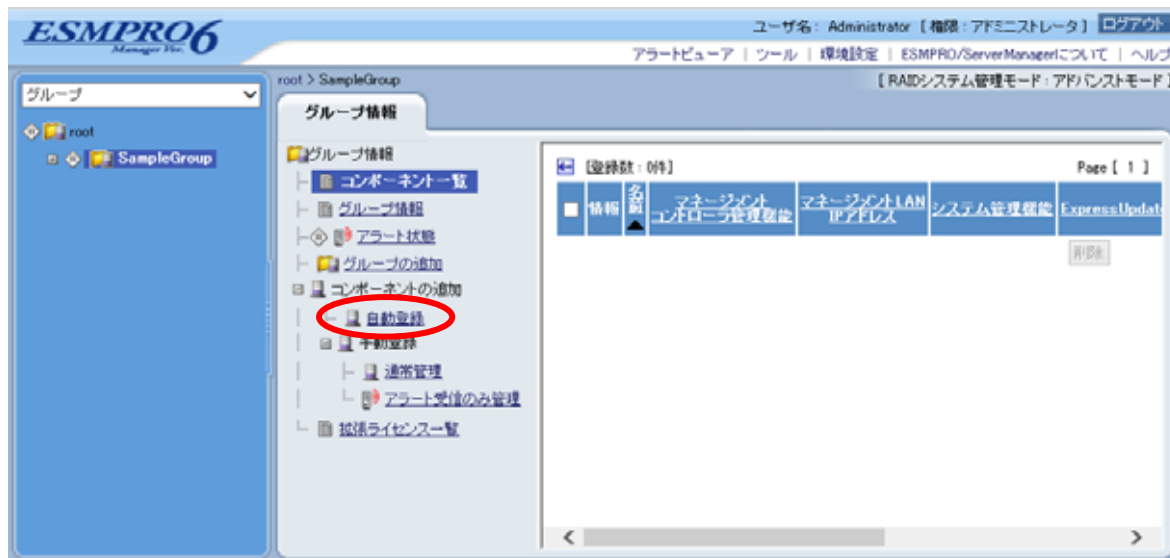 ESMPRO6
Manager Ver.
ユーザ名: Administrator [ 権限:アドミニストレータ ] ログアウト
アラートビューア | ツール | 環境設定 | ESMPRO/ServerManagerについて | ヘルプ
グループ
root
SampleGroup
root > SampleGroup
[ RAIDシステム管理モード:アドバンストモード ]
グループ情報
グループ情報
コンポーネント一覧
グループ情報
アラート状態
グループの追加
コンポーネントの追加
自動登録
手動登録
通常管理
アラート受信のみ管理
拡張ライセンス一覧
[登録数:0件]
Page [ 1 ]
情報 名前 マネージメントコントローラ管理機能 マネージメントLAN IPアドレス システム管理機能 ExpressUpdat
削除